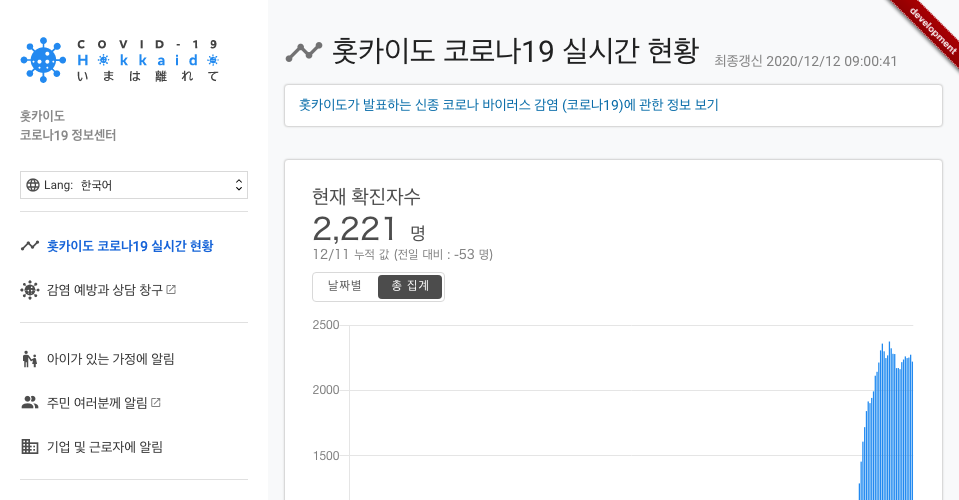 COVID-19
Hokkaido
いまは離れて
홋카이도
코로나19 정보센터
Lang: 한국어
홋카이도 코로나19 실시간 현황
감염 예방과 상담 창구
아이가 있는 가정에 알림
주민 여러분께 알림
기업 및 근로자에 알림
development
홋카이도 코로나19 실시간 현황
최종갱신 2020/12/12 09:00:41
홋카이도가 발표하는 신종 코로나 바이러스 감염 (코로나19)에 관한 정보 보기
현재 확진자수
2,221 명
12/11 누적 값 (전일 대비 : -53 명)
날짜별 총 집계
2500
2000
1500